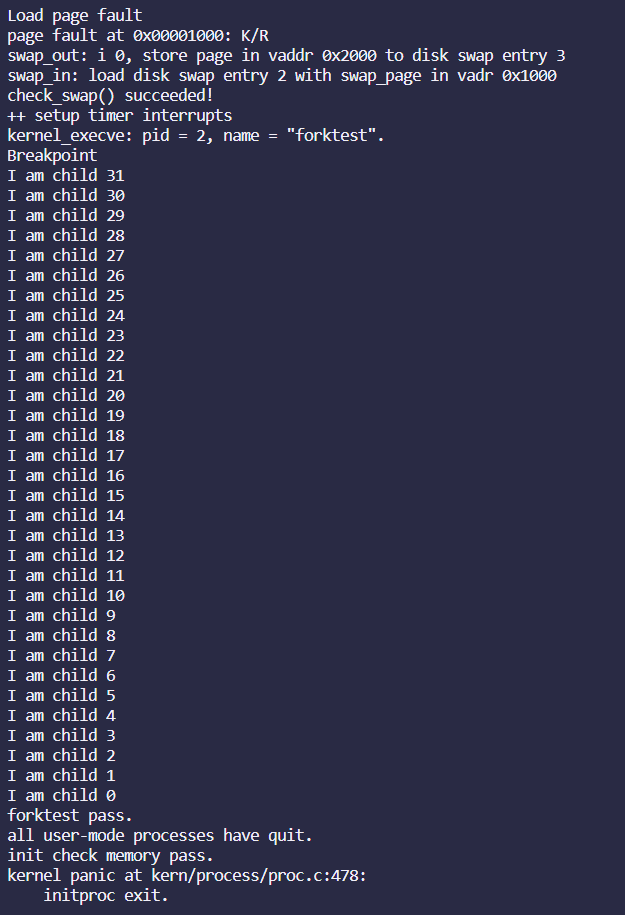 Load page fault
page fault at 0x00001000: K/R
swap_out: i 0, store page in vaddr 0x2000 to disk swap entry 3
swap_in: load disk swap entry 2 with swap_page in vadr 0x1000
check_swap() succeeded!
++ setup timer interrupts
kernel_execve: pid = 2, name = "forktest".
Breakpoint
I am child 31
I am child 30
I am child 29
I am child 28
I am child 27
I am child 26
I am child 25
I am child 24
I am child 23
I am child 22
I am child 21
I am child 20
I am child 19
I am child 18
I am child 17
I am child 16
I am child 15
I am child 14
I am child 13
I am child 12
I am child 11
I am child 10
I am child 9
I am child 8
I am child 7
I am child 6
I am child 5
I am child 4
I am child 3
I am child 2
I am child 1
I am child 0
forktest pass.
all user-mode processes have quit.
init check memory pass.
kernel panic at kern/process/proc.c:478:
    initproc exit.